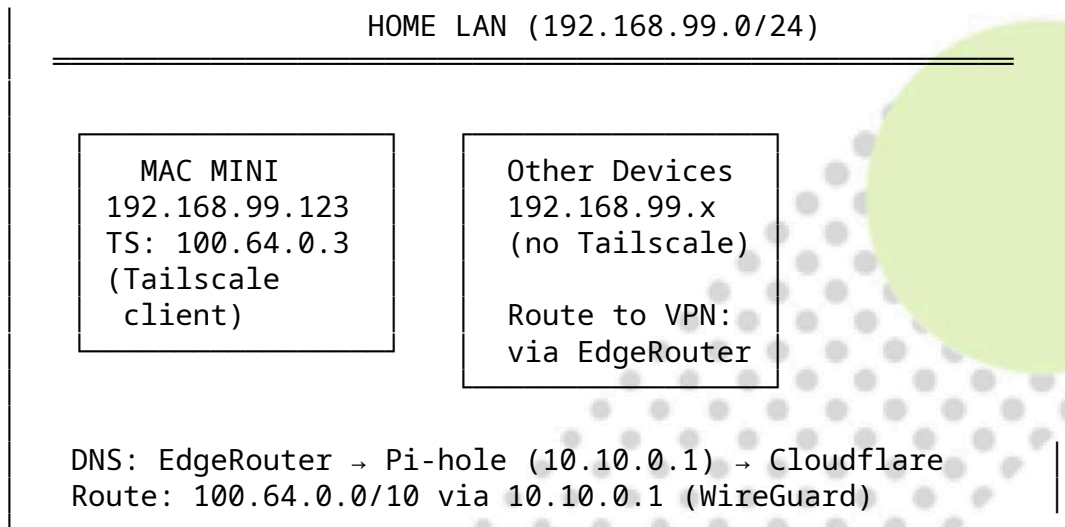 HOME LAN (192.168.99.0/24)
MAC MINI
192.168.99.123
TS: 100.64.0.3
(Tailscale
client)
Other Devices
192.168.99.x
(no Tailscale)
Route to VPN:
via EdgeRouter
DNS: EdgeRouter → Pi-hole (10.10.0.1) → Cloudflare
Route: 100.64.0.0/10 via 10.10.0.1 (WireGuard)